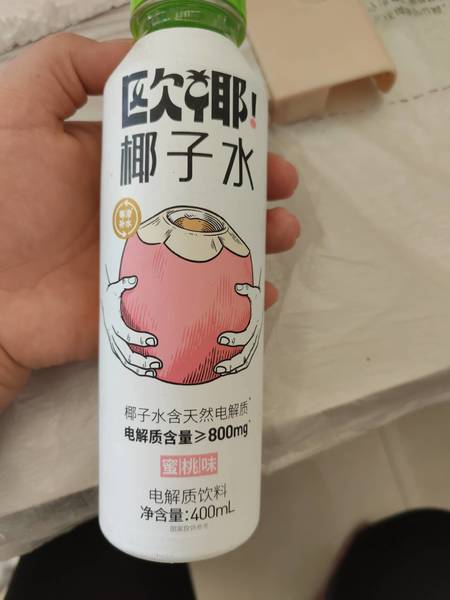 欧耶!
椰子水
椰子水含天然电解质*
电解质含量≥800mg*
蜜桃味
电解质饮料
净含量:400mL